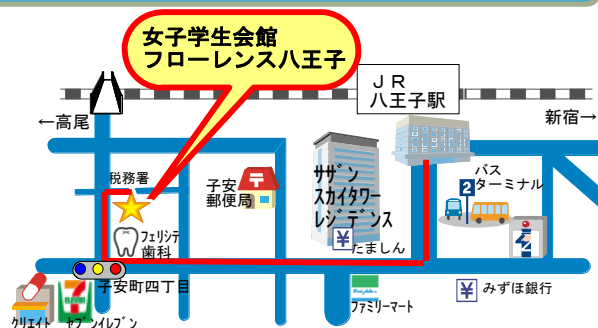 女子学生会館
フローレンス八王子
JR
八王子駅
←高尾
新宿→
税務署
子安
郵便局
サザン
スカイタワー
レジデンス
¥
たましん
2
バス
ターミナル
フェリシテ
歯科
子安町四丁目
クリエイト
セブンイレブン
ELEVEN
FamilyMart
ファミリーマート
¥
みずほ銀行